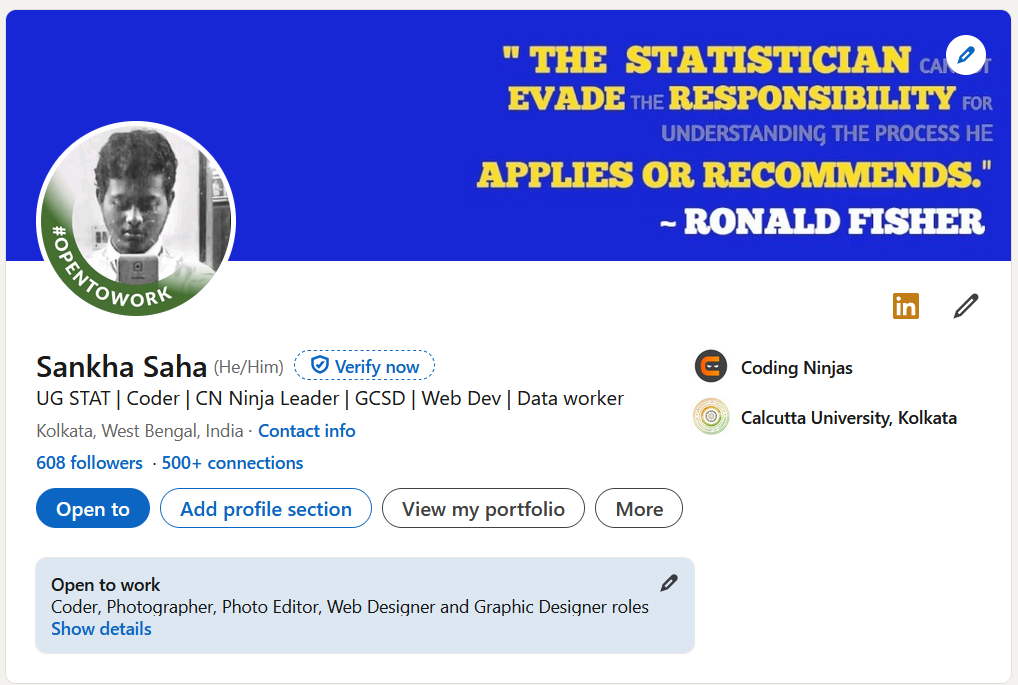 " THE STATISTICIAN
EVADE THE RESPONSIBILITY FOR
UNDERSTANDING THE PROCESS HE
APPLIES OR RECOMMENDS."
~ RONALD FISHER
#OPENTOWORK
in
Sankha Saha (He/Him) Verify now
UG STAT | Coder | CN Ninja Leader | GCSD | Web Dev | Data worker
Kolkata, West Bengal, India · Contact info
608 followers · 500+ connections
Open to Add profile section View my portfolio More
Coding Ninjas
Calcutta University, Kolkata
Open to work
Coder, Photographer, Photo Editor, Web Designer and Graphic Designer roles
Show details